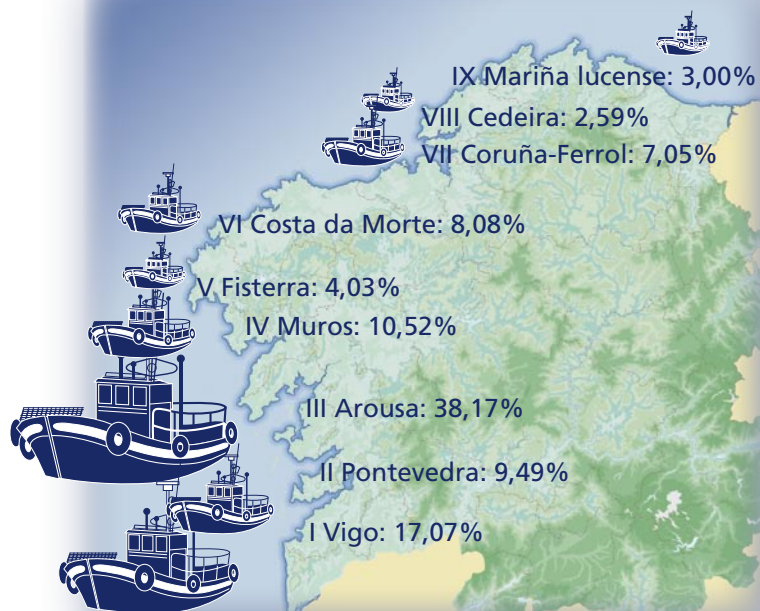 IX Mariña lucense: 3,00%
VIII Cedeira: 2,59%
VII Coruña-Ferrol: 7,05%
VI Costa da Morte: 8,08%
V Fisterra: 4,03%
IV Muros: 10,52%
III Arousa: 38,17%
II Pontevedra: 9,49%
I Vigo: 17,07%